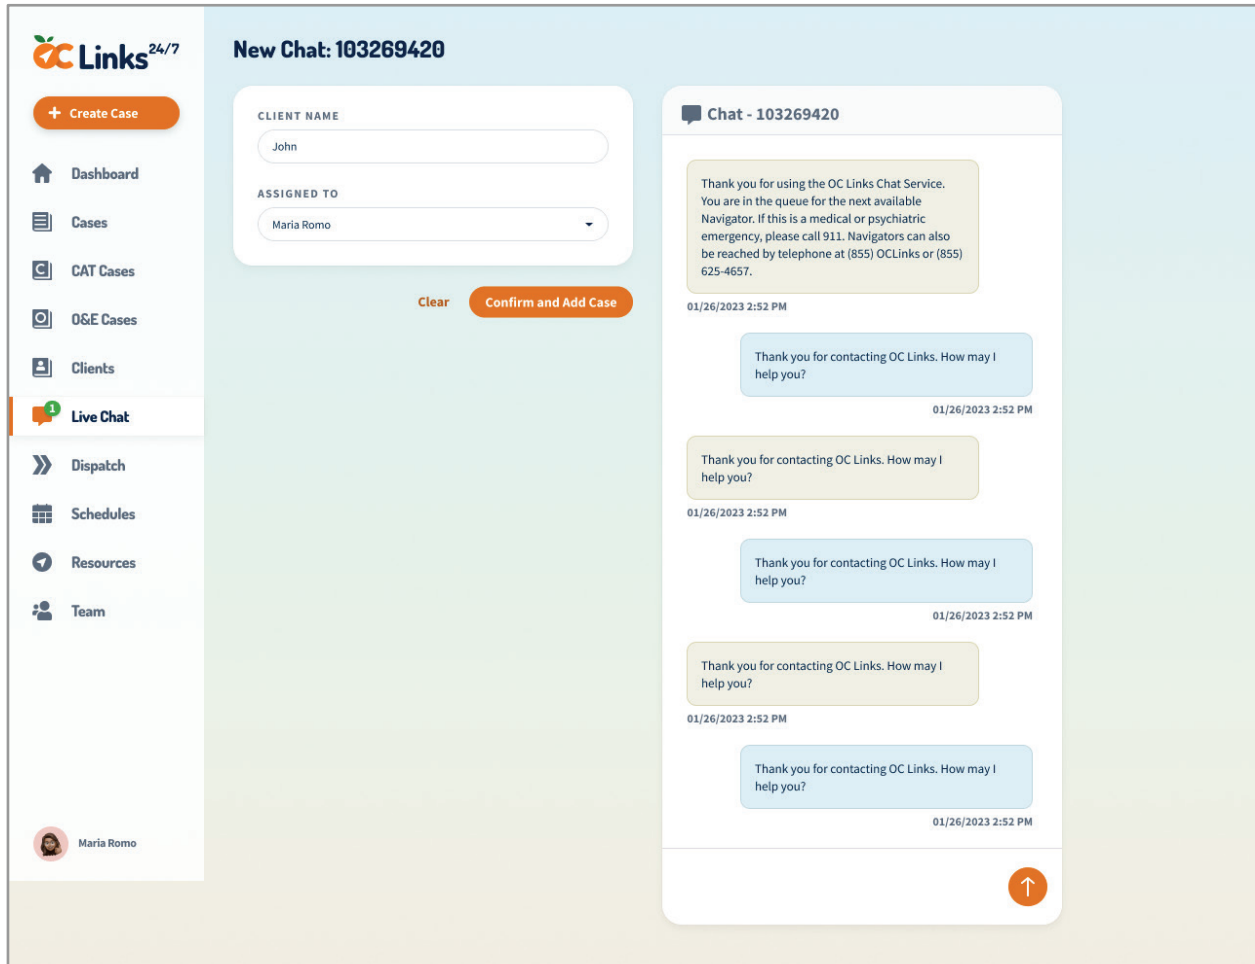 OC Links 24/7
+ Create Case
Dashboard
Cases
CAT Cases
O&E Cases
Clients
1
Live Chat
Dispatch
Schedules
Resources
Team
Maria Romo
New Chat: 103269420
CLIENT NAME
John
ASSIGNED TO
Maria Romo
Clear
Confirm and Add Case
Chat - 103269420
Thank you for using the OC Links Chat Service.
You are in the queue for the next available
Navigator. If this is a medical or psychiatric
emergency, please call 911. Navigators can also
be reached by telephone at (855) OCLinks or (855)
625-4657.
01/26/2023 2:52 PM
Thank you for contacting OC Links. How may I
help you?
01/26/2023 2:52 PM
Thank you for contacting OC Links. How may I
help you?
01/26/2023 2:52 PM
Thank you for contacting OC Links. How may I
help you?
01/26/2023 2:52 PM
Thank you for contacting OC Links. How may I
help you?
01/26/2023 2:52 PM
Thank you for contacting OC Links. How may I
help you?
01/26/2023 2:52 PM